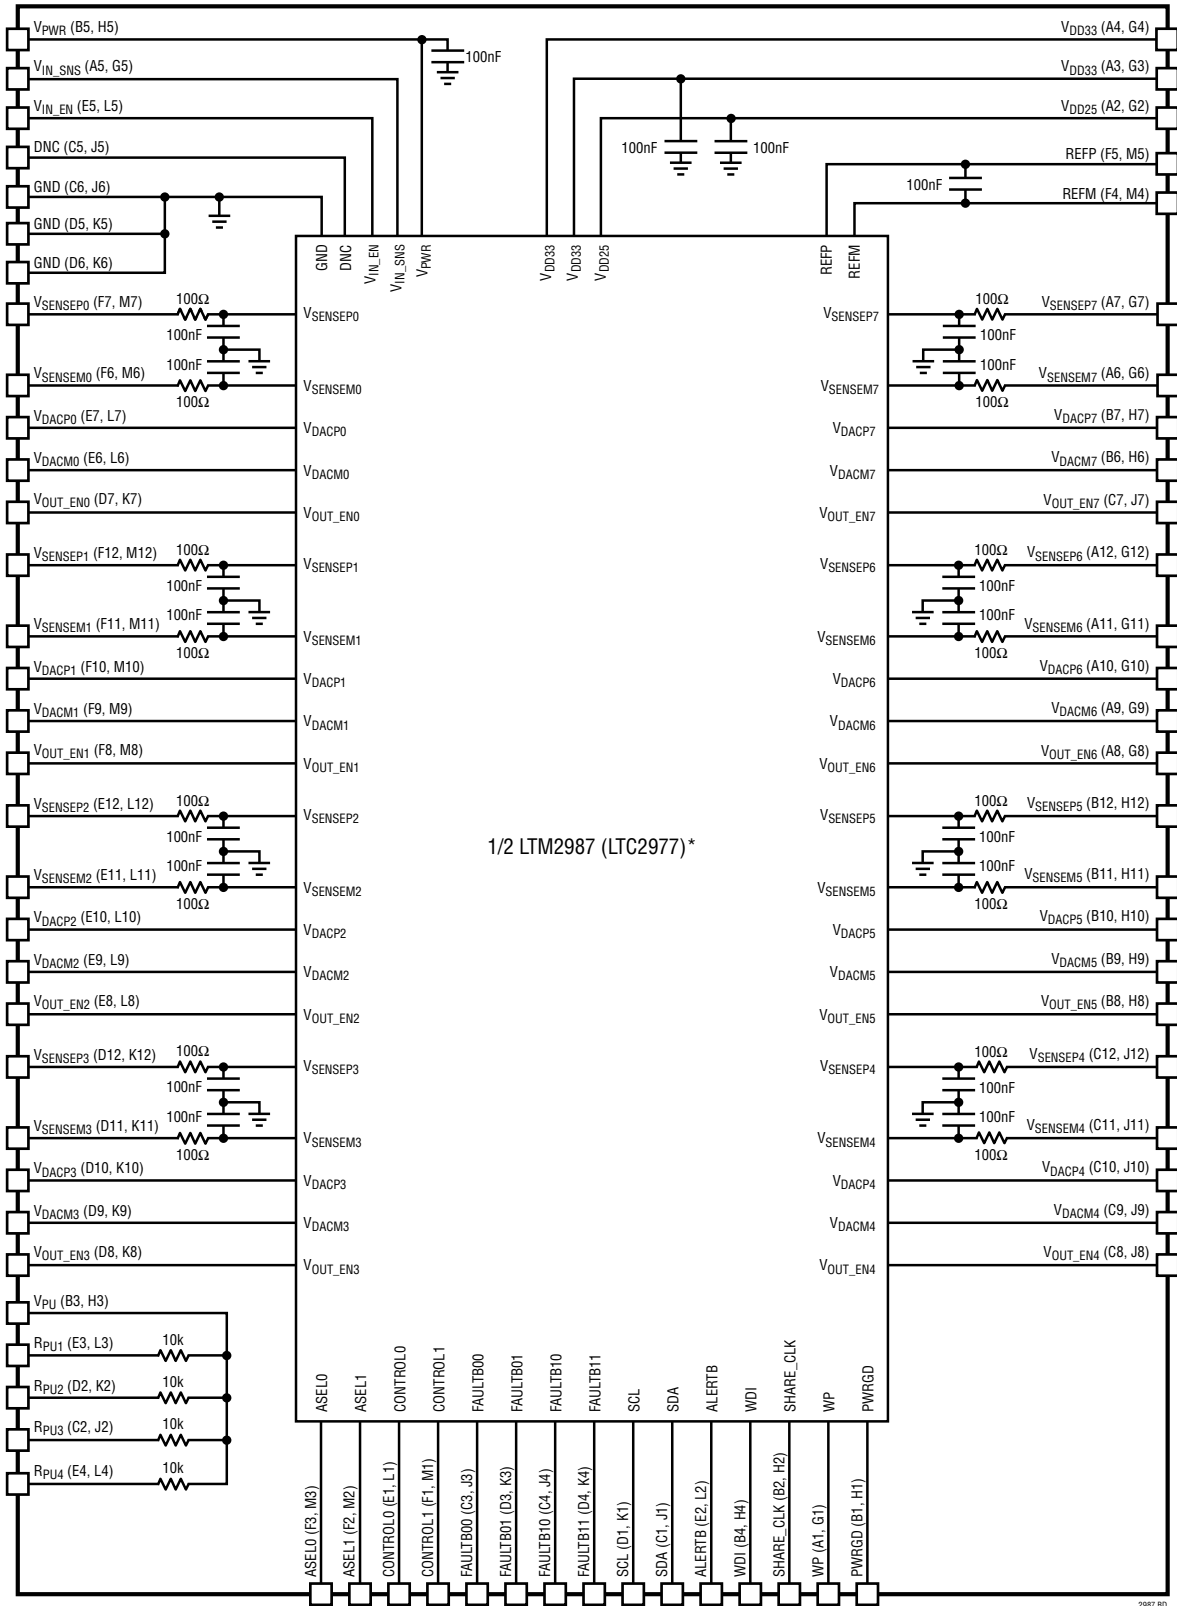 VPWR (B5, H5)
VIN_SNS (A5, G5)
VIN_EN (E5, L5)
DNC (C5, J5)
GND (C6, J6)
GND (D5, K5)
GND (D6, K6)
100nF
VDD33 (A4, G4)
VDD33 (A3, G3)
VDD25 (A2, G2)
REFP (F5, M5)
REFM (F4, M4)
100nF
100nF
100nF
GND
DNC
VIN_EN
VIN_SNS
VPWR
VDD33
VDD33
VDD25
REFP
REFM
VSENSEP0 (F7, M7)
100Ω
100nF
100nF
VSENSEM0 (F6, M6)
100Ω
VDACP0 (E7, L7)
VDACM0 (E6, L6)
VOUT_EN0 (D7, K7)
VSENSEP1 (F12, M12)
100Ω
100nF
100nF
VSENSEM1 (F11, M11)
100Ω
VDACP1 (F10, M10)
VDACM1 (F9, M9)
VOUT_EN1 (F8, M8)
VSENSEP2 (E12, L12)
100Ω
100nF
100nF
VSENSEM2 (E11, L11)
100Ω
VDACP2 (E10, L10)
VDACM2 (E9, L9)
VOUT_EN2 (E8, L8)
VSENSEP3 (D12, K12)
100Ω
100nF
100nF
VSENSEM3 (D11, K11)
100Ω
VDACP3 (D10, K10)
VDACM3 (D9, K9)
VOUT_EN3 (D8, K8)
VPU (B3, H3)
RPU1 (E3, L3)
10k
RPU2 (D2, K2)
10k
RPU3 (C2, J2)
10k
RPU4 (E4, L4)
10k
VSENSEP0
VSENSEM0
VDACP0
VDACM0
VOUT_EN0
VSENSEP1
VSENSEM1
VDACP1
VDACM1
VOUT_EN1
VSENSEP2
VSENSEM2
VDACP2
VDACM2
VOUT_EN2
VSENSEP3
VSENSEM3
VDACP3
VDACM3
VOUT_EN3
1/2 LTM2987 (LTC2977)*
VSENSEP7
VSENSEM7
VDACP7
VDACM7
VOUT_EN7
VSENSEP6
VSENSEM6
VDACP6
VDACM6
VOUT_EN6
VSENSEP5
VSENSEM5
VDACP5
VDACM5
VOUT_EN5
VSENSEP4
VSENSEM4
VDACP4
VDACM4
VOUT_EN4
100Ω
VSENSEP7 (A7, G7)
100nF
100nF
VSENSEM7 (A6, G6)
100Ω
VDACP7 (B7, H7)
VDACM7 (B6, H6)
VOUT_EN7 (C7, J7)
100Ω
VSENSEP6 (A12, G12)
100nF
100nF
VSENSEM6 (A11, G11)
100Ω
VDACP6 (A10, G10)
VDACM6 (A9, G9)
VOUT_EN6 (A8, G8)
100Ω
VSENSEP5 (B12, H12)
100nF
100nF
VSENSEM5 (B11, H11)
100Ω
VDACP5 (B10, H10)
VDACM5 (B9, H9)
VOUT_EN5 (B8, H8)
100Ω
VSENSEP4 (C12, J12)
100nF
100nF
VSENSEM4 (C11, J11)
100Ω
VDACP4 (C10, J10)
VDACM4 (C9, J9)
VOUT_EN4 (C8, J8)
ASEL0
ASEL1
CONTROL0
CONTROL1
FAULTB00
FAULTB01
FAULTB10
FAULTB11
SCL
SDA
ALERTB
WDI
SHARE_CLK
WP
PWRGD
ASEL0 (F3, M3)
ASEL1 (F2, M2)
CONTROL0 (E1, L1)
CONTROL1 (F1, M1)
FAULTB00 (C3, J3)
FAULTB01 (D3, K3)
FAULTB10 (C4, J4)
FAULTB11 (D4, K4)
SCL (D1, K1)
SDA (C1, J1)
ALERTB (E2, L2)
WDI (B4, H4)
SHARE_CLK (B2, H2)
WP (A1, G1)
PWRGD (B1, H1)
2987 BD